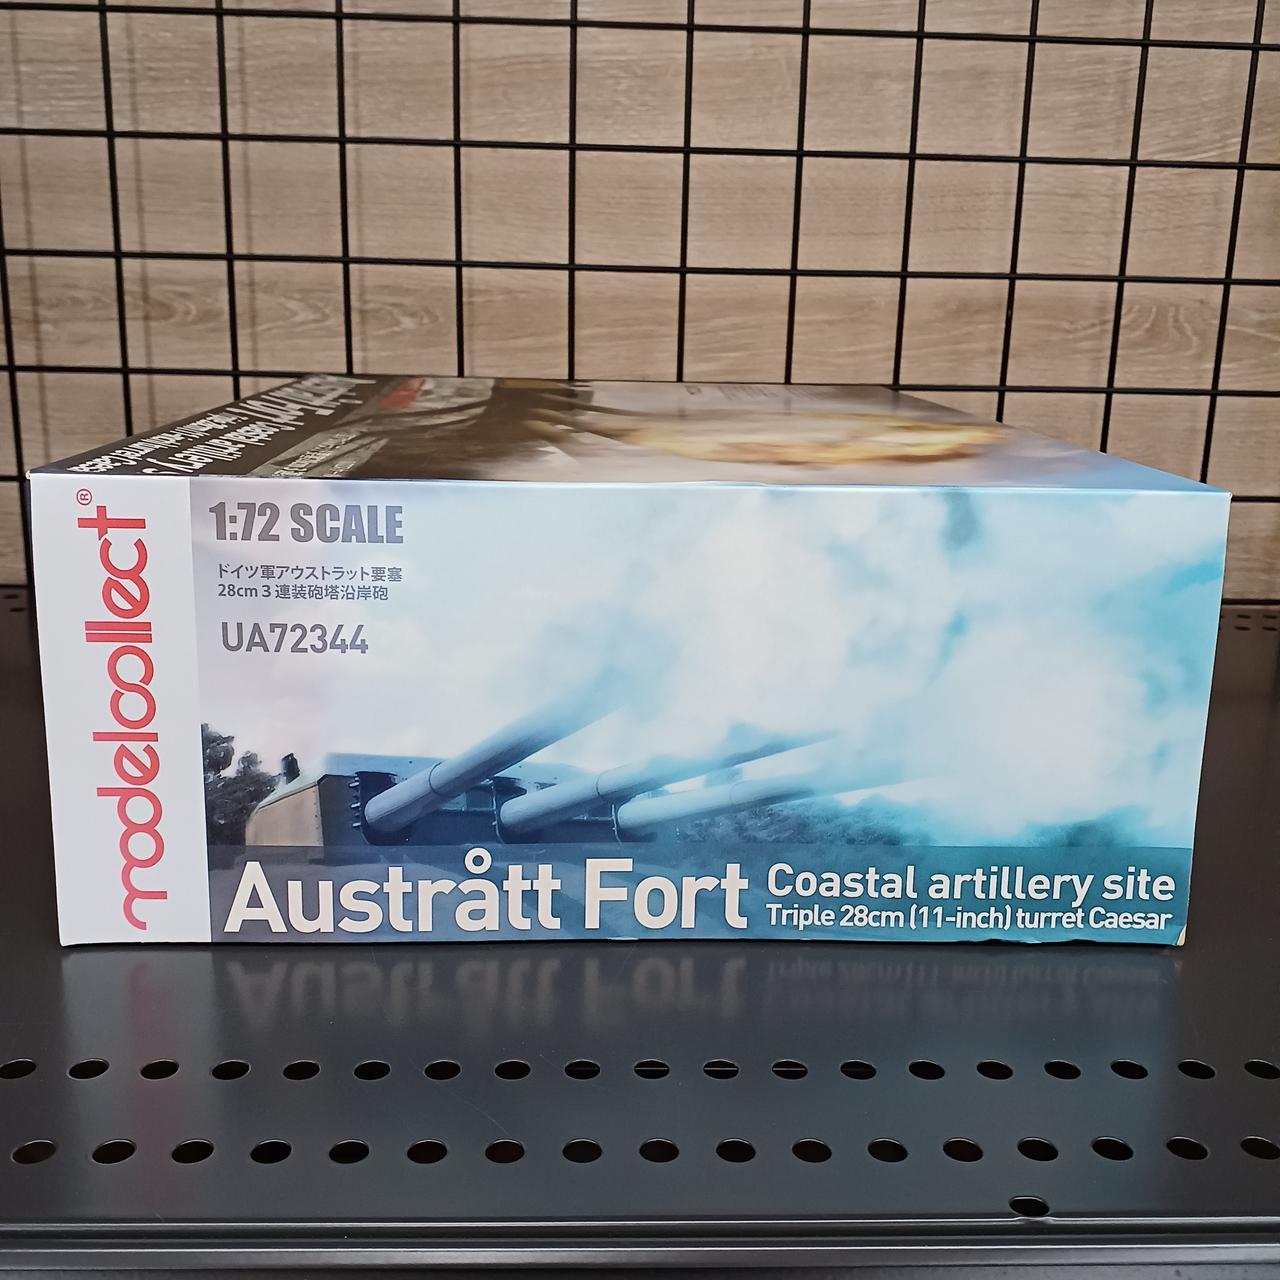 modelcollect®
1:72 SCALE
ドイツ軍アウストラット要塞
28cm 3 連装砲塔沿岸砲
UA72344
Austrått Fort
Coastal artillery site
Triple 28cm (11-inch) turret Caesar